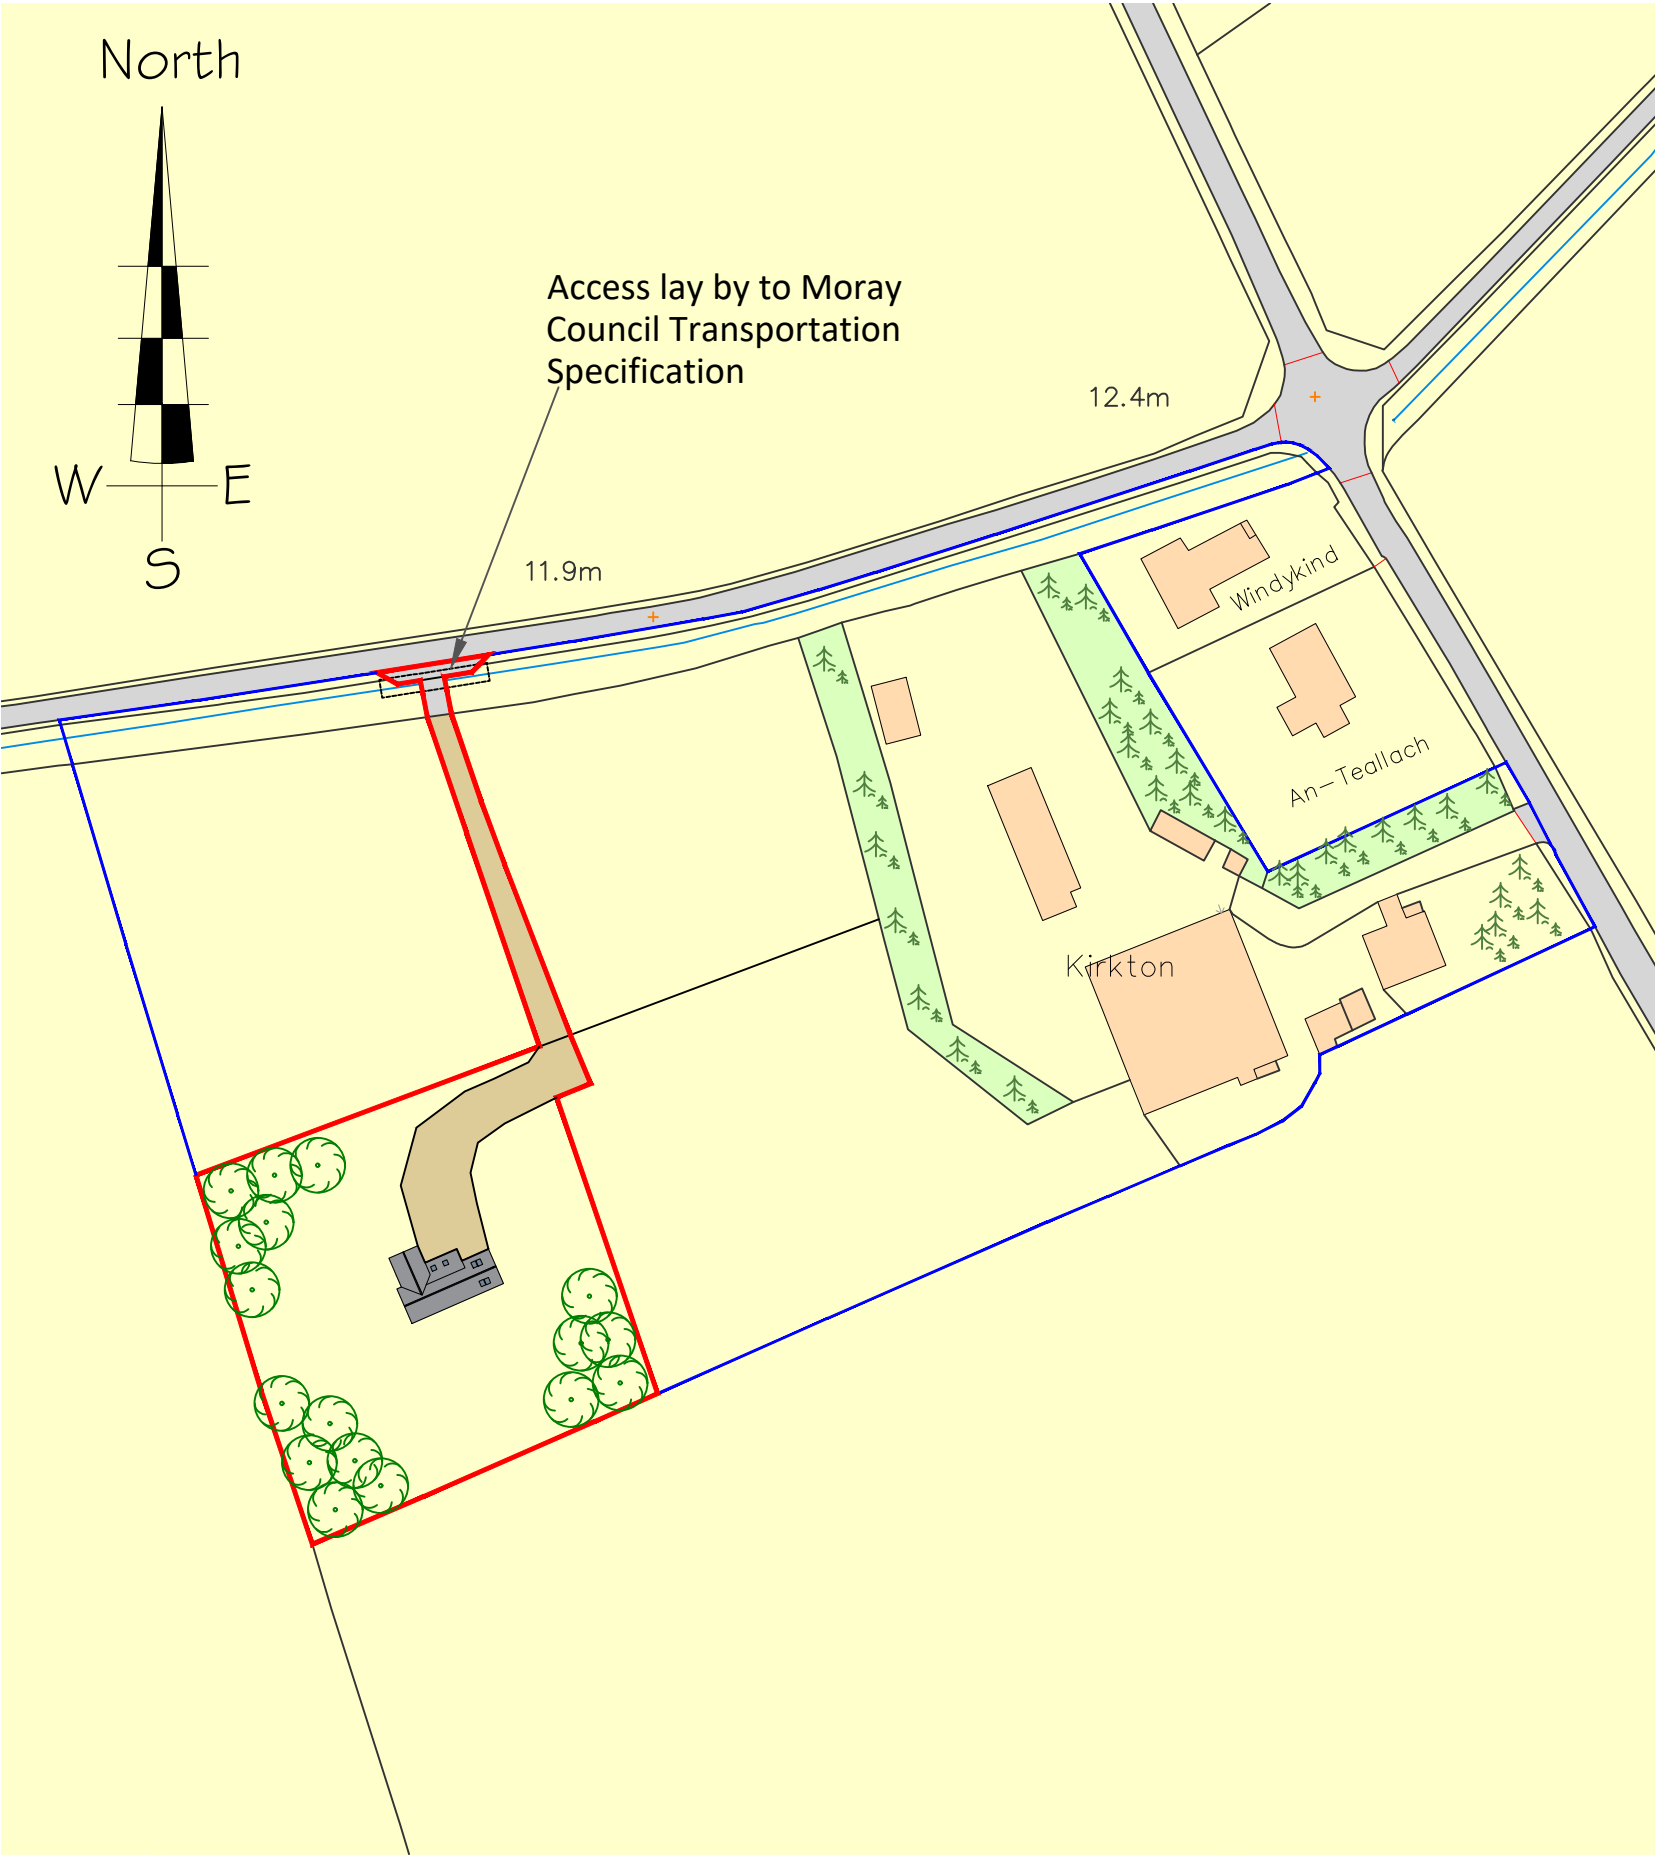 North
W E
S
Access lay by to Moray
Council Transportation
Specification
12.4m
11.9m
Windykind
An-Teallach
Kirkton